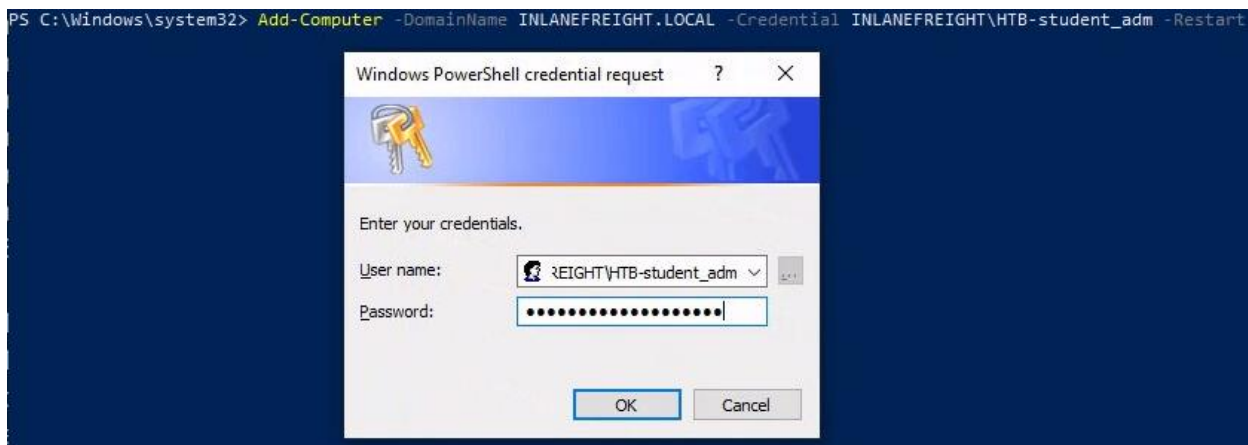 PS C:\Windows\system32> Add-Computer -DomainName INLANEFREIGHT.LOCAL -Credential INLANEFREIGHT\HTB-student_adm -Restart
Windows PowerShell credential request ? X
Enter your credentials.
User name: REIGHT\HTB-student_adm ...
Password: ●●●●●●●●●●●●●●●●●●●
OK Cancel